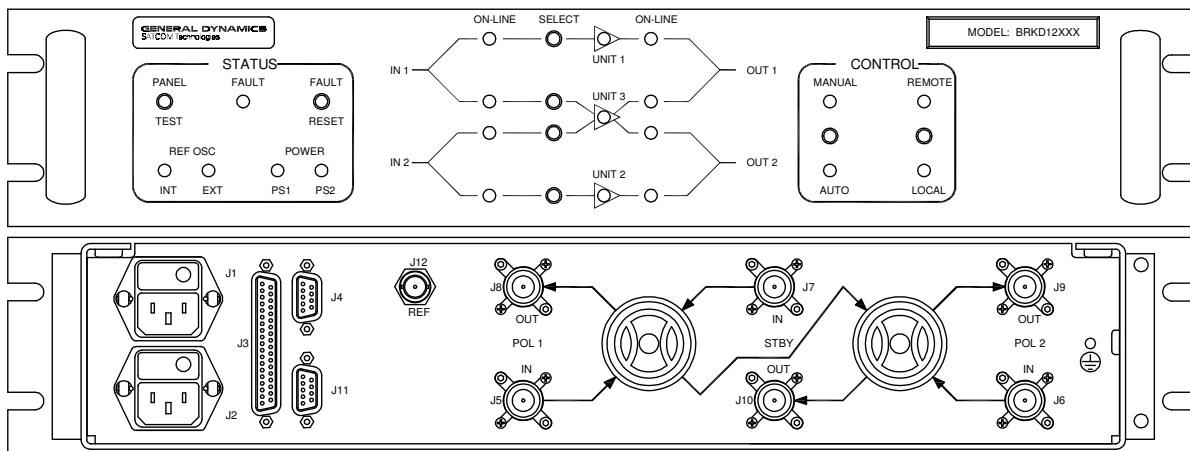 GENERAL DYNAMICS
SATCOM Technologies
STATUS
PANEL
FAULT
FAULT
TEST
RESET
REF OSC
POWER
INT
EXT
PS1
PS2
ON-LINE
SELECT
ON-LINE
UNIT 1
IN 1
OUT 1
UNIT 3
IN 2
OUT 2
UNIT 2
MODEL: BRKD12XXX
CONTROL
MANUAL
REMOTE
AUTO
LOCAL
J1
J4
J3
J11
J2
J12
REF
J8
OUT
POL 1
IN
J5
J7
IN
STBY
OUT
J10
J9
OUT
POL 2
IN
J6